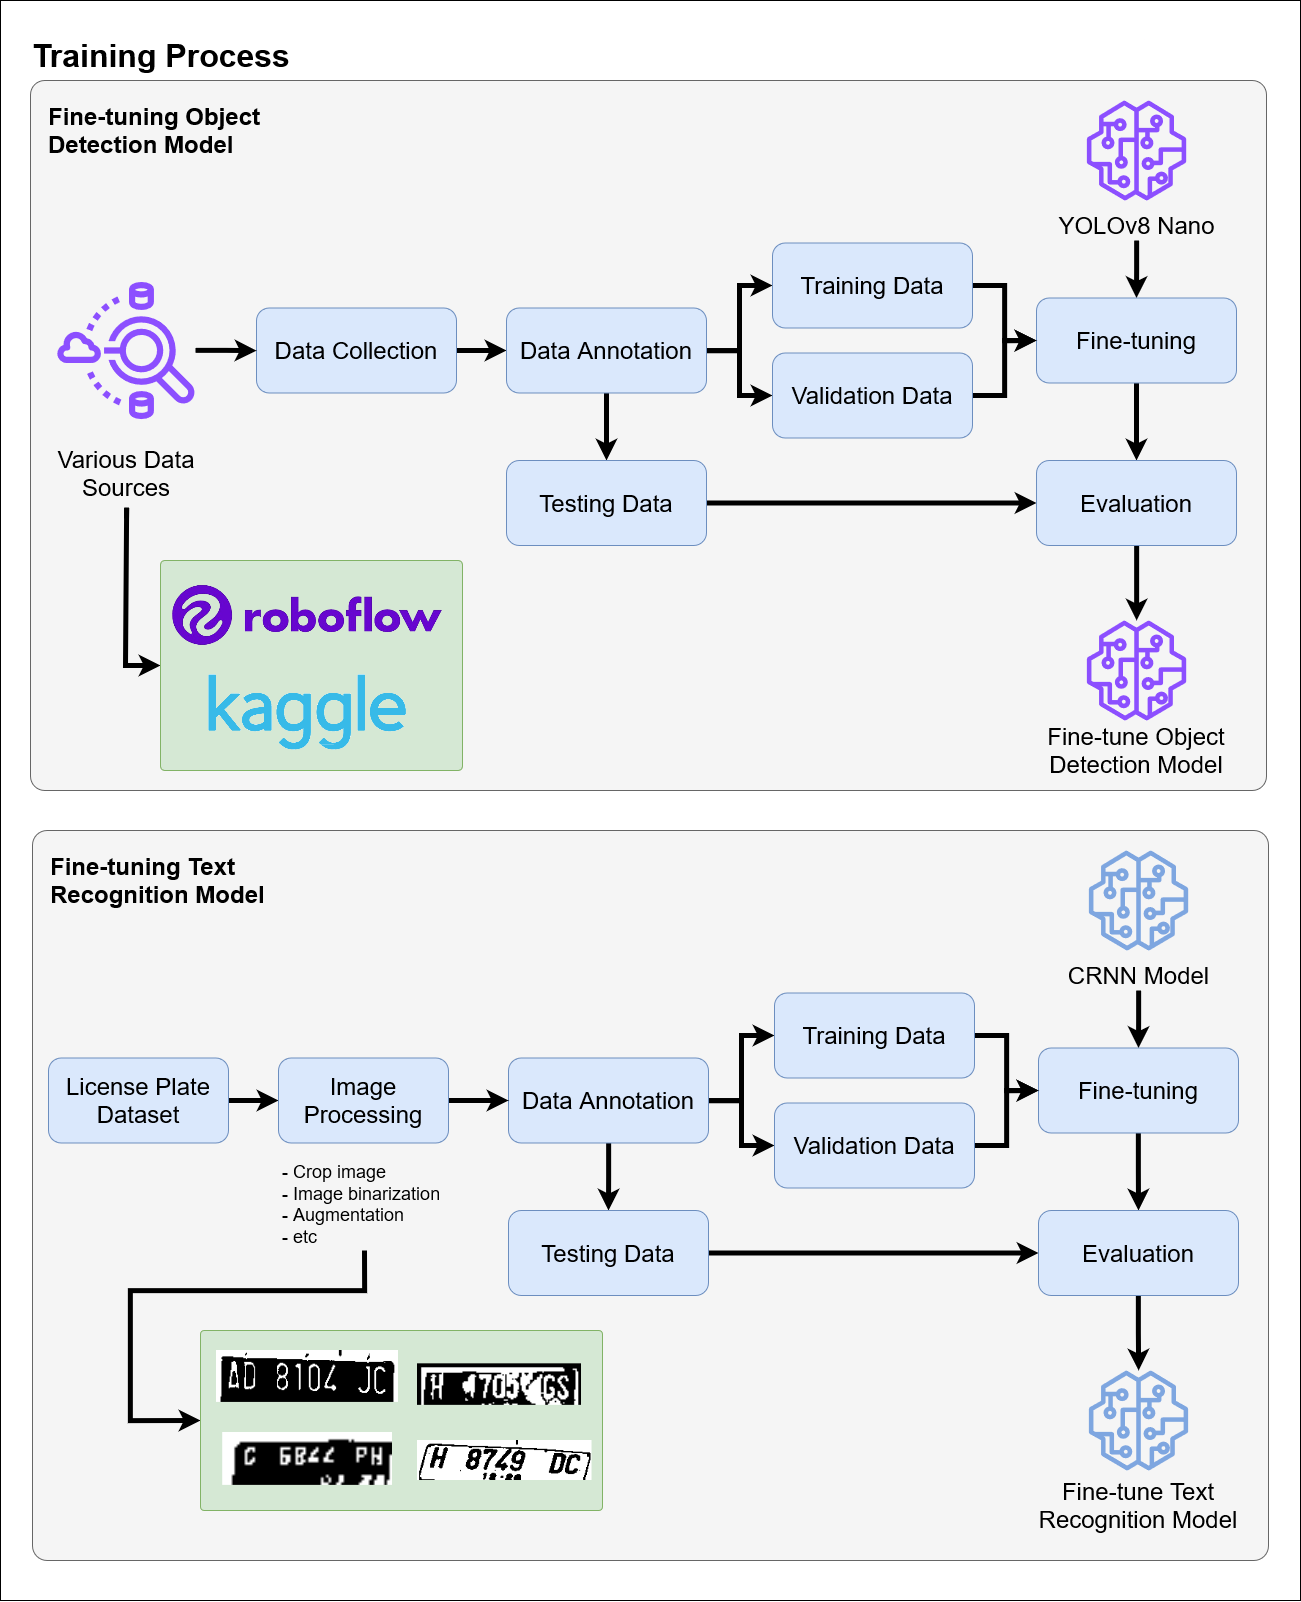 Training Process
Fine-tuning Object
Detection Model
YOLOv8 Nano
Training Data
Data Collection
Data Annotation
Fine-tuning
Validation Data
Various Data
Sources
Testing Data
Evaluation
roboflow
kaggle
Fine-tune Object
Detection Model
Fine-tuning Text
Recognition Model
CRNN Model
Training Data
License Plate
Dataset
Image
Processing
Data Annotation
Fine-tuning
Validation Data
- Crop image
- Image binarization
- Augmentation
- etc
Testing Data
Evaluation
AD 8104 JC
H 1705 GS
C 6844 PH
H 8749 DC
Fine-tune Text
Recognition Model